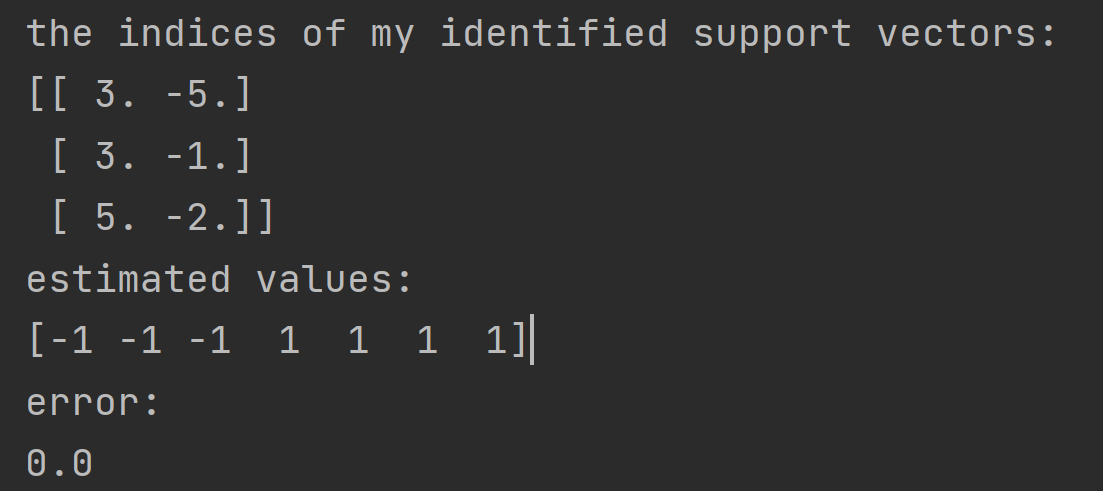 the indices of my identified support vectors:
[[ 3. -5.]
 [ 3. -1.]
 [ 5. -2.]]
estimated values:
[-1 -1 -1  1  1  1  1]
error:
0.0